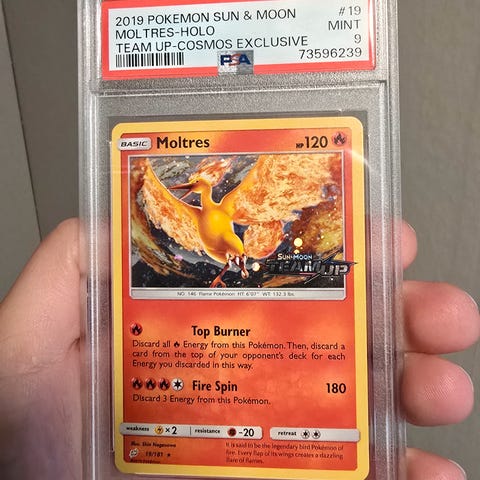 2019 POKEMON SUN & MOON #19
MOLTRES-HOLO MINT
TEAM UP-COSMOS EXCLUSIVE 9
PSA 73596239
BASIC Moltres HP120
SUN & MOON
TEAM UP
NO. 146 Flame Pokémon HT: 6'07" WT: 132.3 lbs.
Top Burner
Discard all Energy from this Pokémon. Then, discard a
card from the top of your opponent's deck for each
Energy you discarded in this way.
Fire Spin 180
Discard 3 Energy from this Pokémon.
weakness ×2 resistance -20 retreat
Illus. Shin Nagasawa
19/181 ★
It is said to be the legendary bird Pokémon of
fire. Every flap of its wings creates a dazzling
flare of flames.